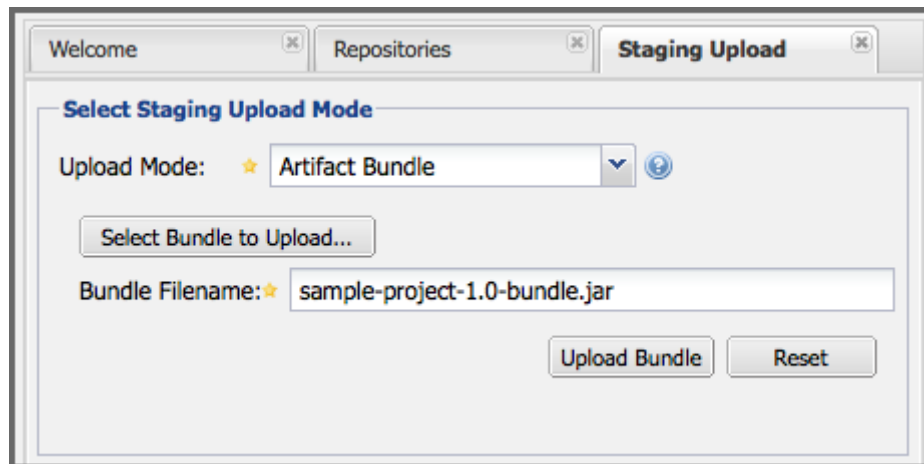 Welcome
Repositories
Staging Upload
Select Staging Upload Mode
Upload Mode:
Artifact Bundle
Select Bundle to Upload...
Bundle Filename:
sample-project-1.0-bundle.jar
Upload Bundle
Reset